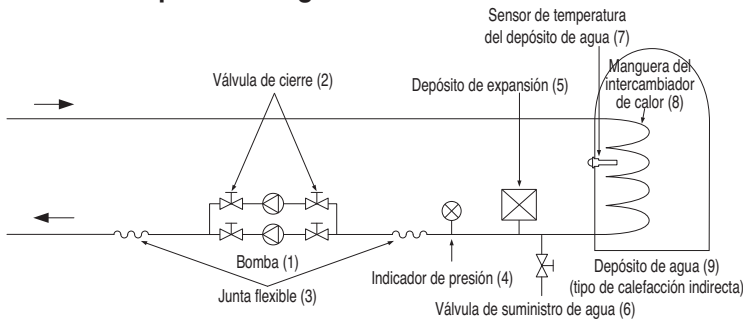 Sensor de temperatura
del depósito de agua (7)
Válvula de cierre (2)
Depósito de expansión (5)
Manguera del
intercambiador
de calor (8)
Bomba (1)
Junta flexible (3)
Indicador de presión (4)
Válvula de suministro de agua (6)
Depósito de agua (9)
(tipo de calefacción indirecta)